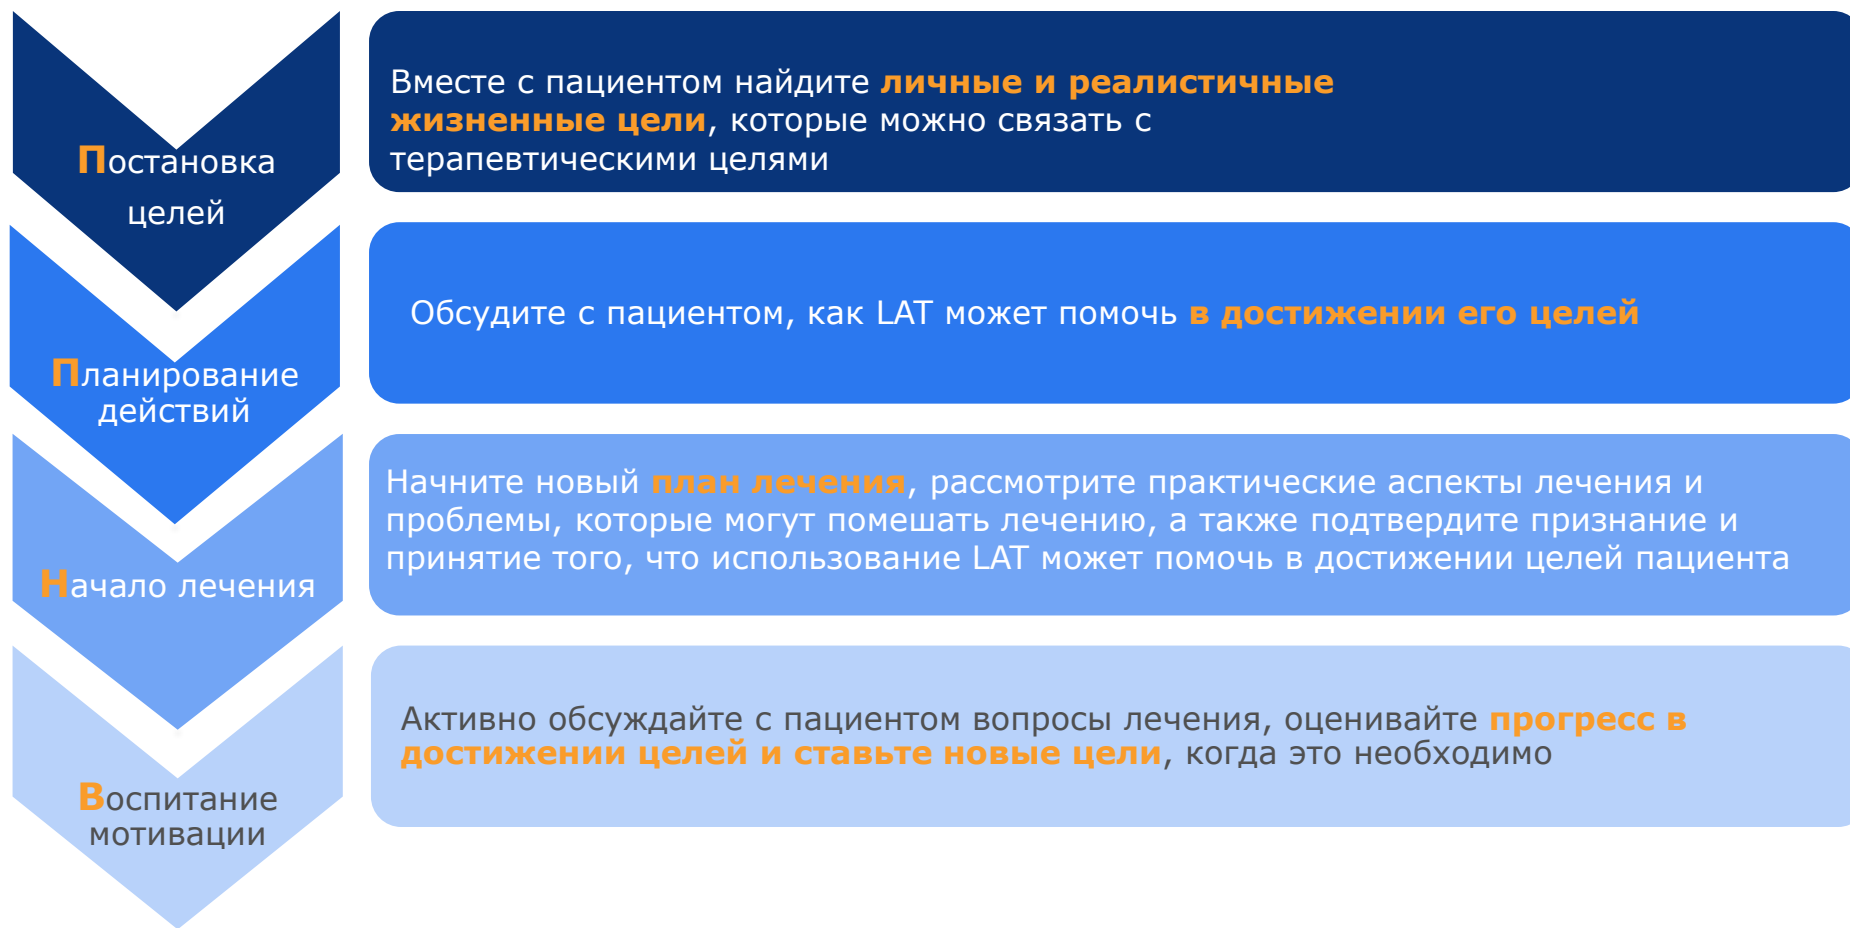 Постановка
целей
Вместе с пациентом найдите личные и реалистичные
жизненные цели, которые можно связать с
терапевтическими целями
Планирование
действий
Обсудите с пациентом, как LAT может помочь в достижении его целей
Начало лечения
Начните новый план лечения, рассмотрите практические аспекты лечения и
проблемы, которые могут помешать лечению, а также подтвердите признание и
принятие того, что использование LAT может помочь в достижении целей пациента
Воспитание
мотивации
Активно обсуждайте с пациентом вопросы лечения, оценивайте прогресс в
достижении целей и ставьте новые цели, когда это необходимо